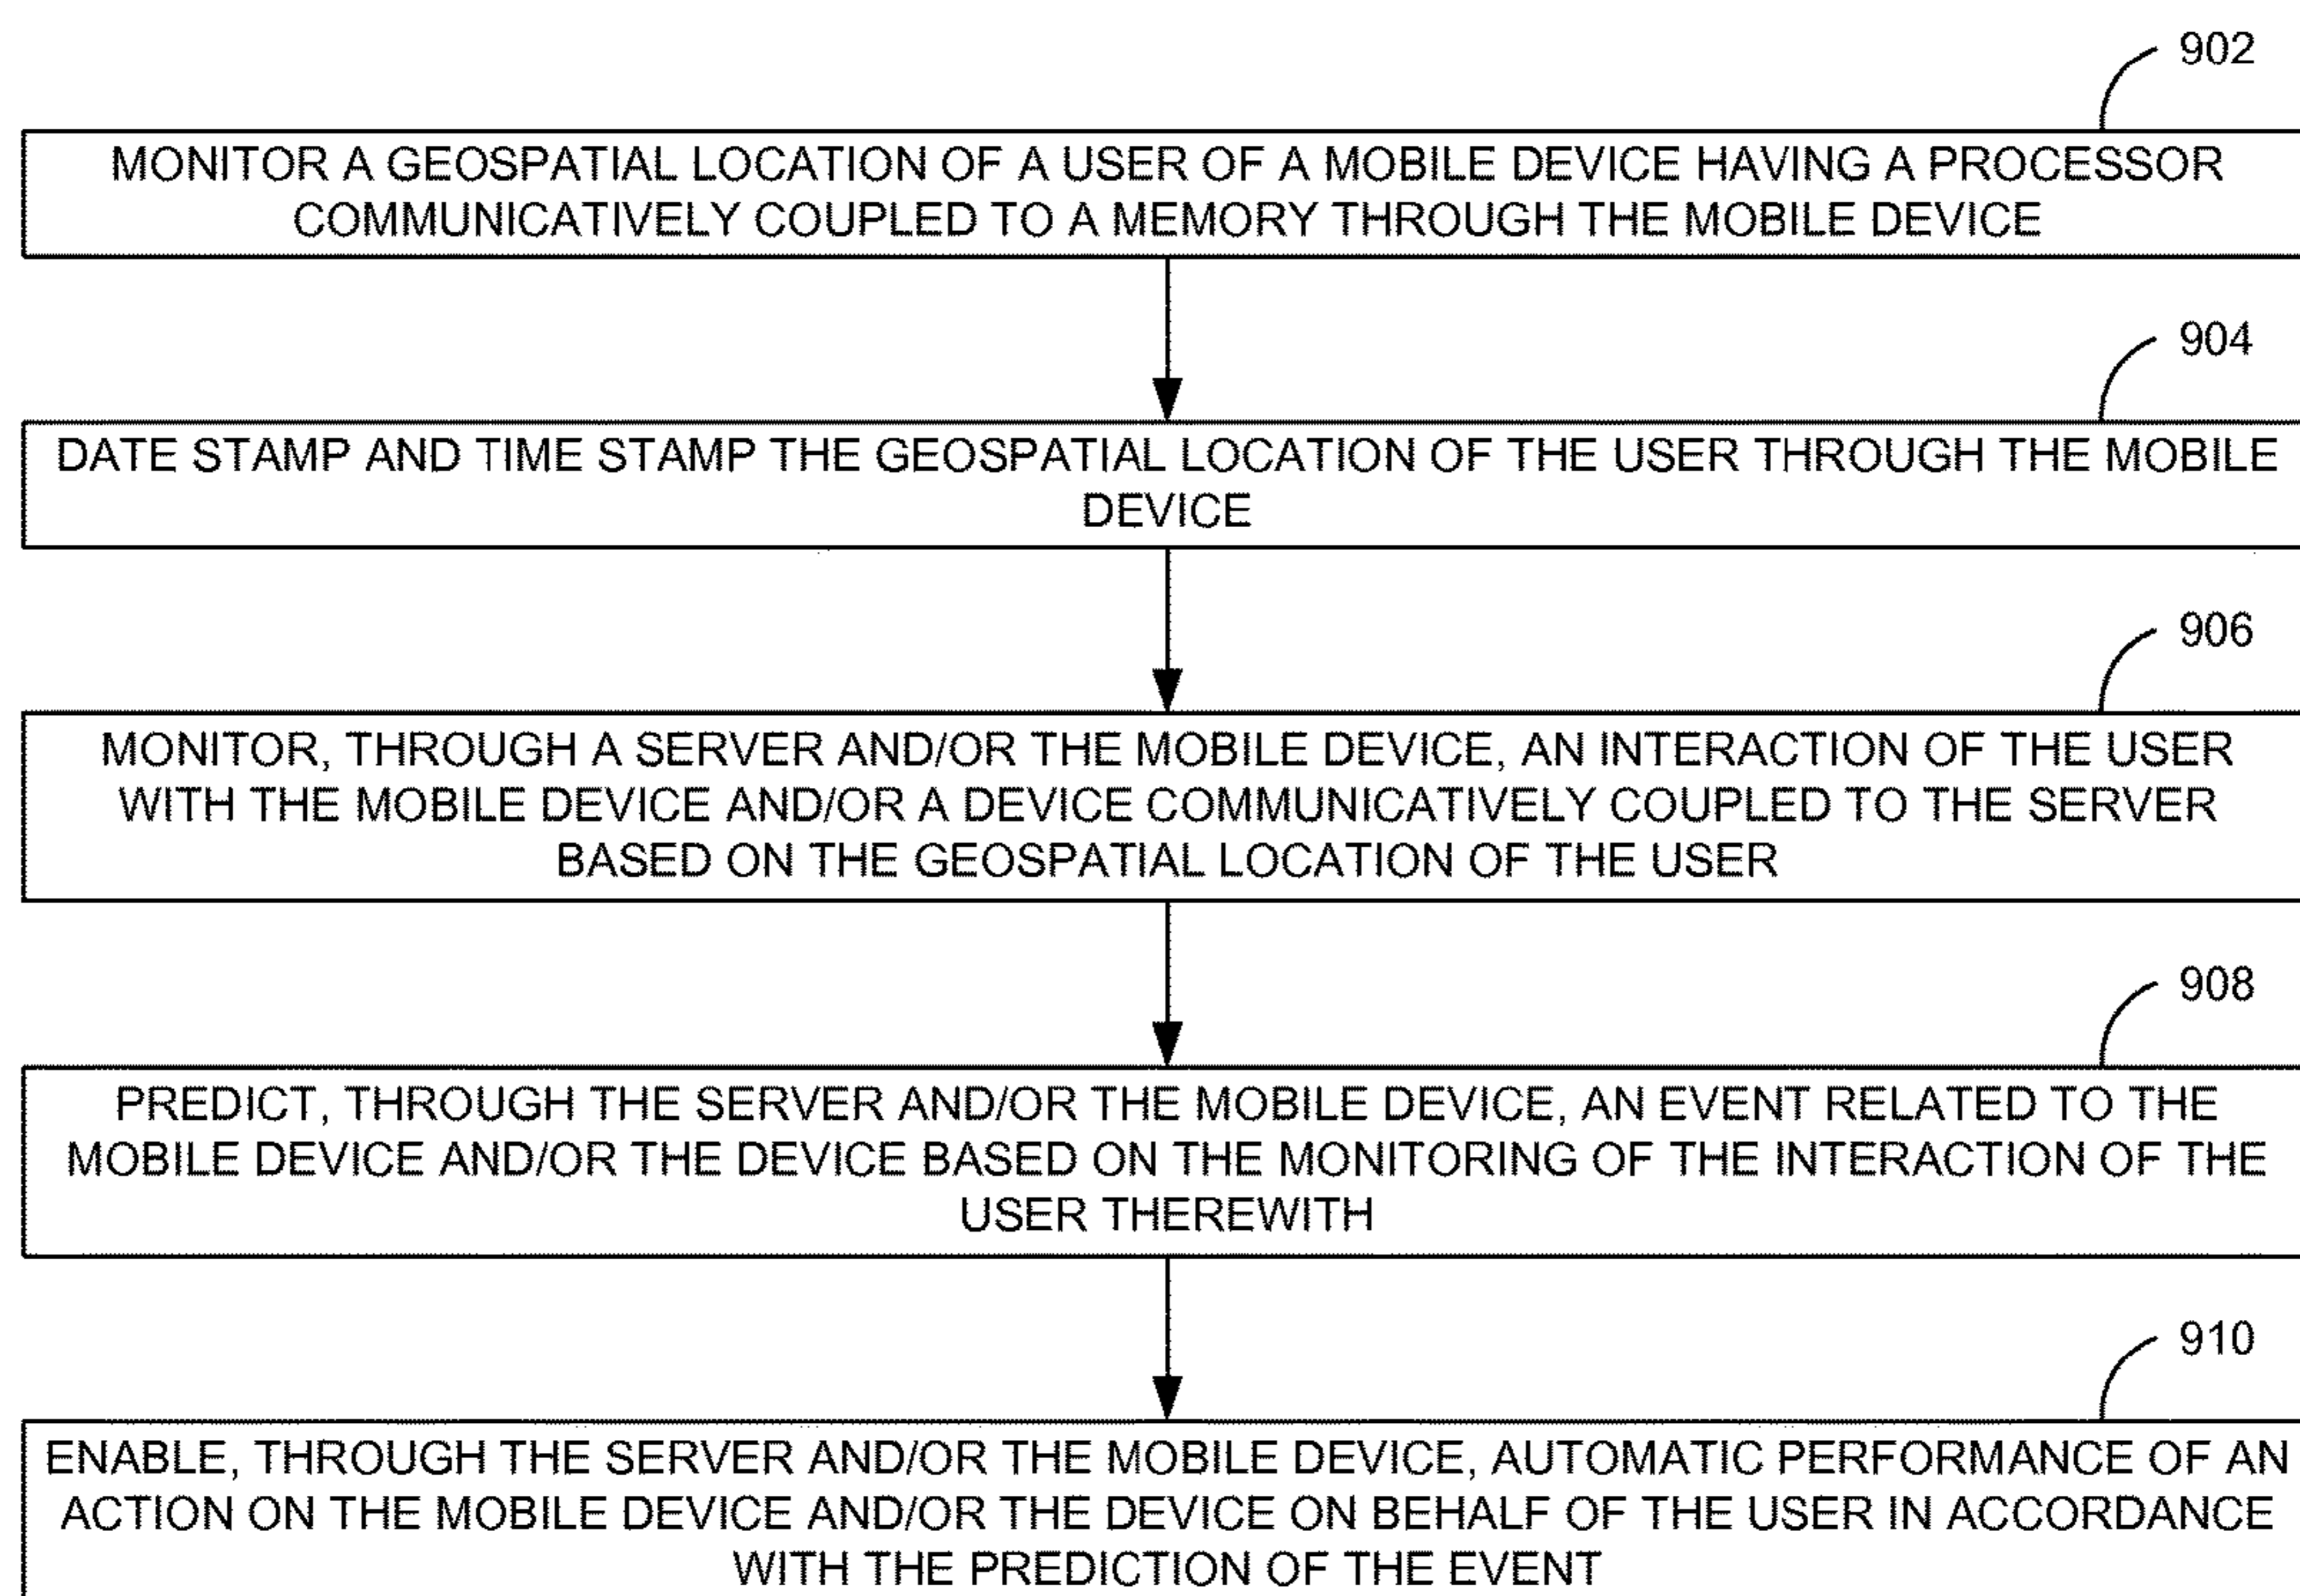 902
MONITOR A GEOSPATIAL LOCATION OF A USER OF A MOBILE DEVICE HAVING A PROCESSOR
COMMUNICATIVELY COUPLED TO A MEMORY THROUGH THE MOBILE DEVICE
904
DATE STAMP AND TIME STAMP THE GEOSPATIAL LOCATION OF THE USER THROUGH THE MOBILE
DEVICE
906
MONITOR, THROUGH A SERVER AND/OR THE MOBILE DEVICE, AN INTERACTION OF THE USER
WITH THE MOBILE DEVICE AND/OR A DEVICE COMMUNICATIVELY COUPLED TO THE SERVER
BASED ON THE GEOSPATIAL LOCATION OF THE USER
908
PREDICT, THROUGH THE SERVER AND/OR THE MOBILE DEVICE, AN EVENT RELATED TO THE
MOBILE DEVICE AND/OR THE DEVICE BASED ON THE MONITORING OF THE INTERACTION OF THE
USER THEREWITH
910
ENABLE, THROUGH THE SERVER AND/OR THE MOBILE DEVICE, AUTOMATIC PERFORMANCE OF AN
ACTION ON THE MOBILE DEVICE AND/OR THE DEVICE ON BEHALF OF THE USER IN ACCORDANCE
WITH THE PREDICTION OF THE EVENT